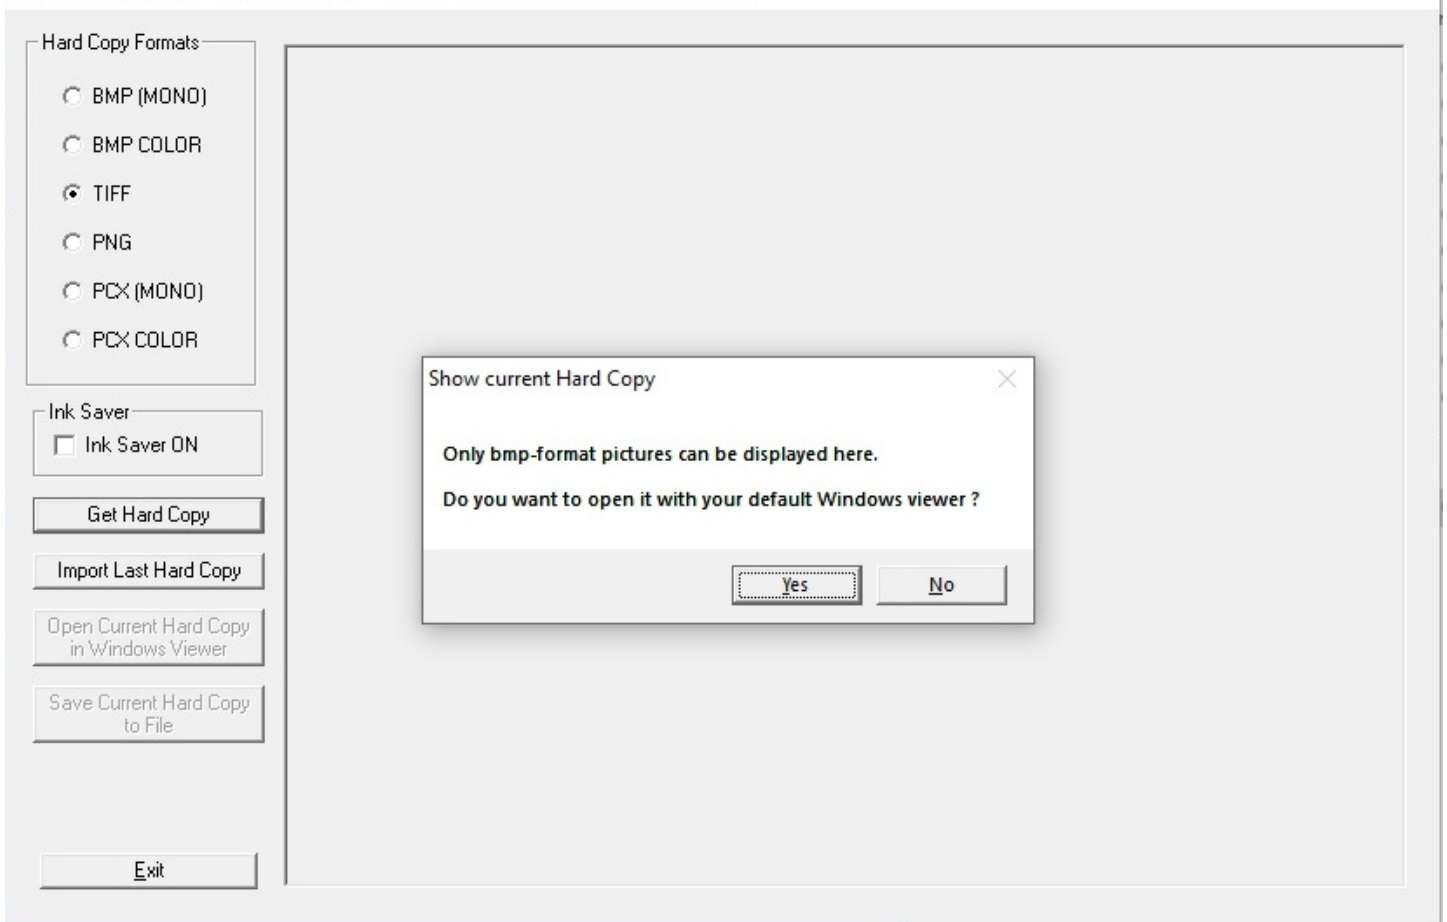 Hard Copy Formats
BMP (MONO)
BMP COLOR
TIFF
PNG
PCX (MONO)
PCX COLOR
Ink Saver
Ink Saver ON
Get Hard Copy
Import Last Hard Copy
Open Current Hard Copy
in Windows Viewer
Save Current Hard Copy
to File
Exit
Show current Hard Copy
Only bmp-format pictures can be displayed here.
Do you want to open it with your default Windows viewer ?
Yes
No